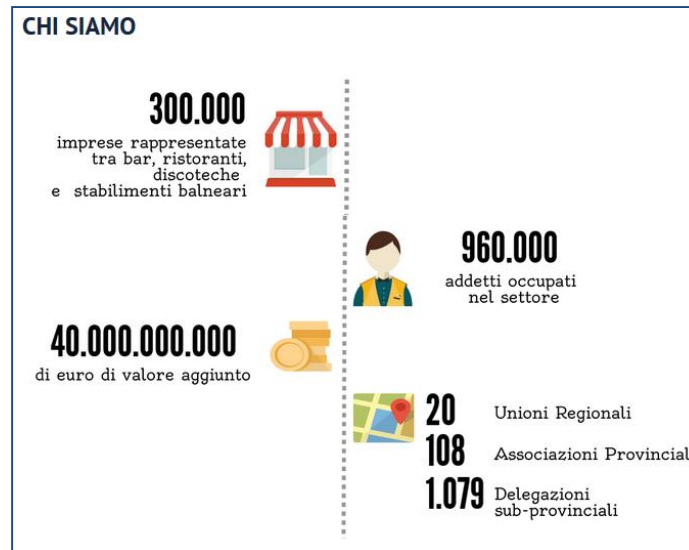 CHI SIAMO
300.000
imprese rappresentate
tra bar, ristoranti,
discoteche
e stabilimenti balneari
960.000
addetti occupati
nel settore
40.000.000.000
di euro di valore aggiunto
20 Unioni Regionali
108 Associazioni Provincial
1.079 Delegazioni
sub-provinciali